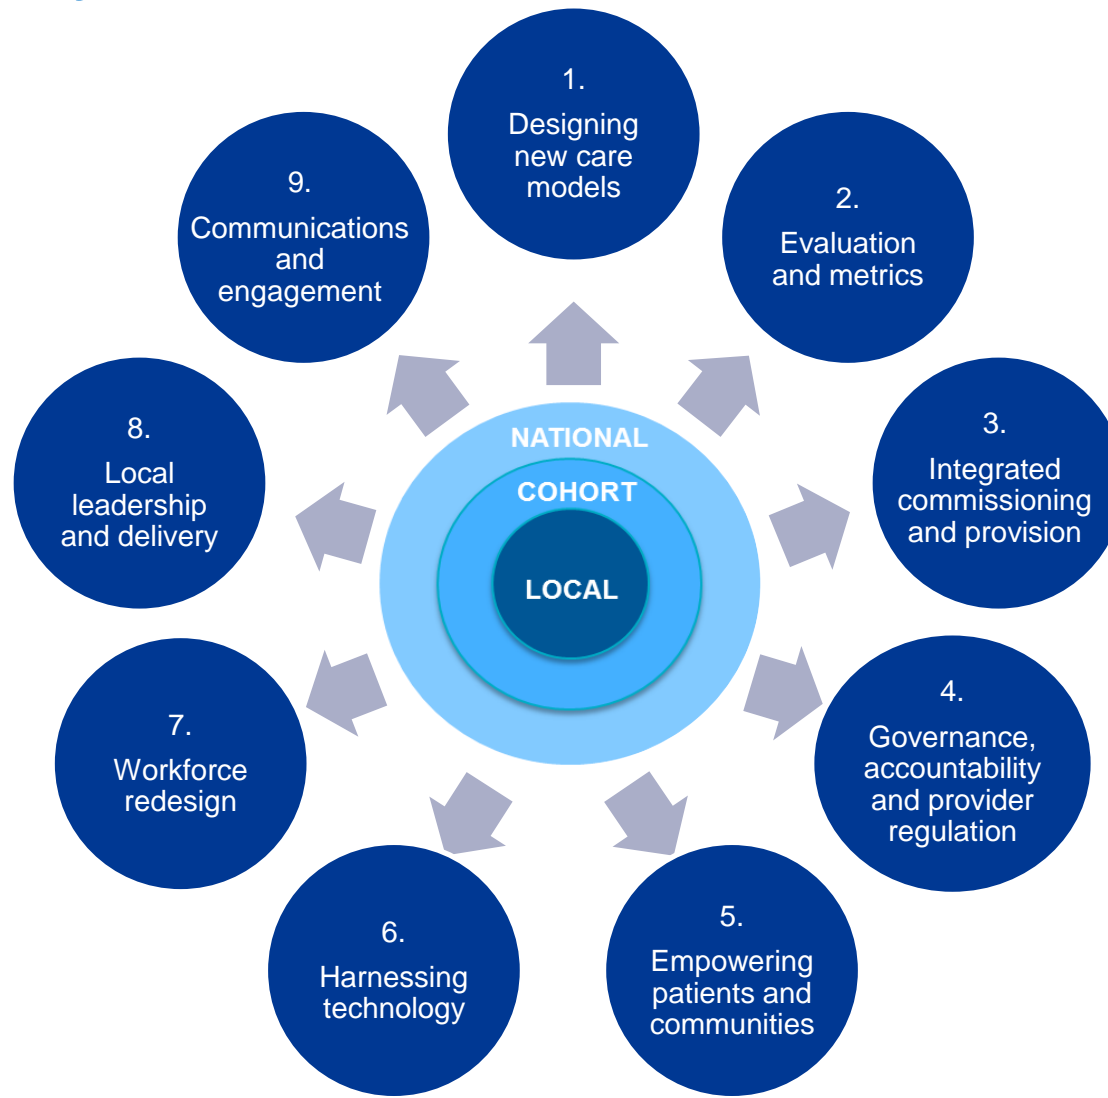 1.
Designing
new care
models
2.
Evaluation
and metrics
3.
Integrated
commissioning
and provision
4.
Governance,
accountability
and provider
regulation
5.
Empowering
patients and
communities
6.
Harnessing
technology
7.
Workforce
redesign
8.
Local
leadership
and delivery
9.
Communications
and
engagement
NATIONAL
COHORT
LOCAL